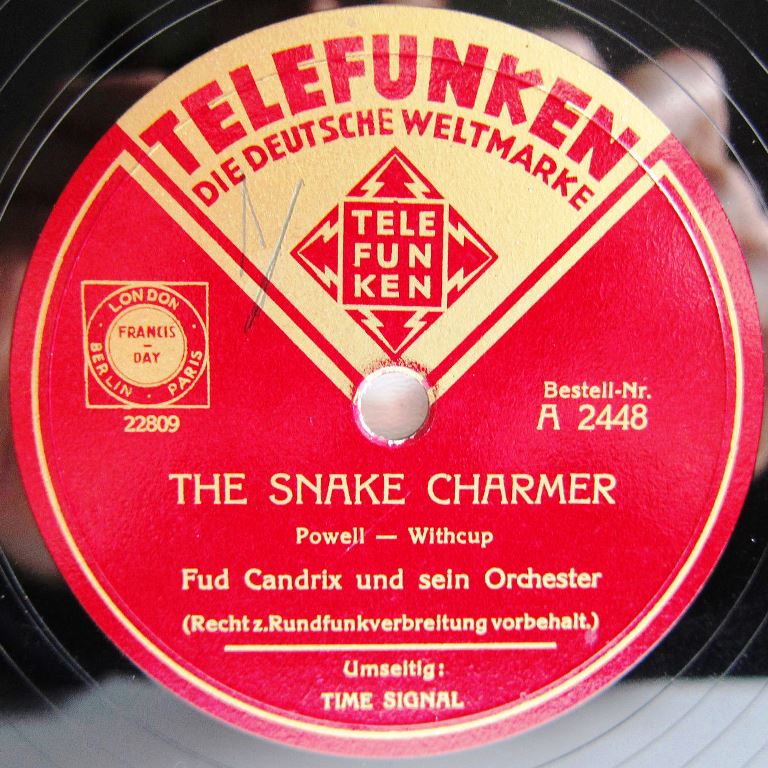 TELEFUNKEN
DIE DEUTSCHE WELTMARKE
TELE
FUN
KEN
LONDON
FRANCIS
–
DAY
BERLIN · PARIS
22809
Bestell-Nr.
A 2448
THE SNAKE CHARMER
Powell — Withcup
Fud Candrix und sein Orchester
(Recht z. Rundfunkverbreitung vorbehalt.)
Umseitig:
TIME SIGNAL